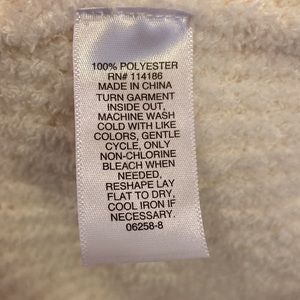 100% POLYESTER
RN# 114186
MADE IN CHINA
TURN GARMENT
INSIDE OUT,
MACHINE WASH
COLD WITH LIKE
COLORS, GENTLE
CYCLE, ONLY
NON-CHLORINE
BLEACH WHEN
NEEDED,
RESHAPE LAY
FLAT TO DRY,
COOL IRON IF
NECESSARY.
06258-8